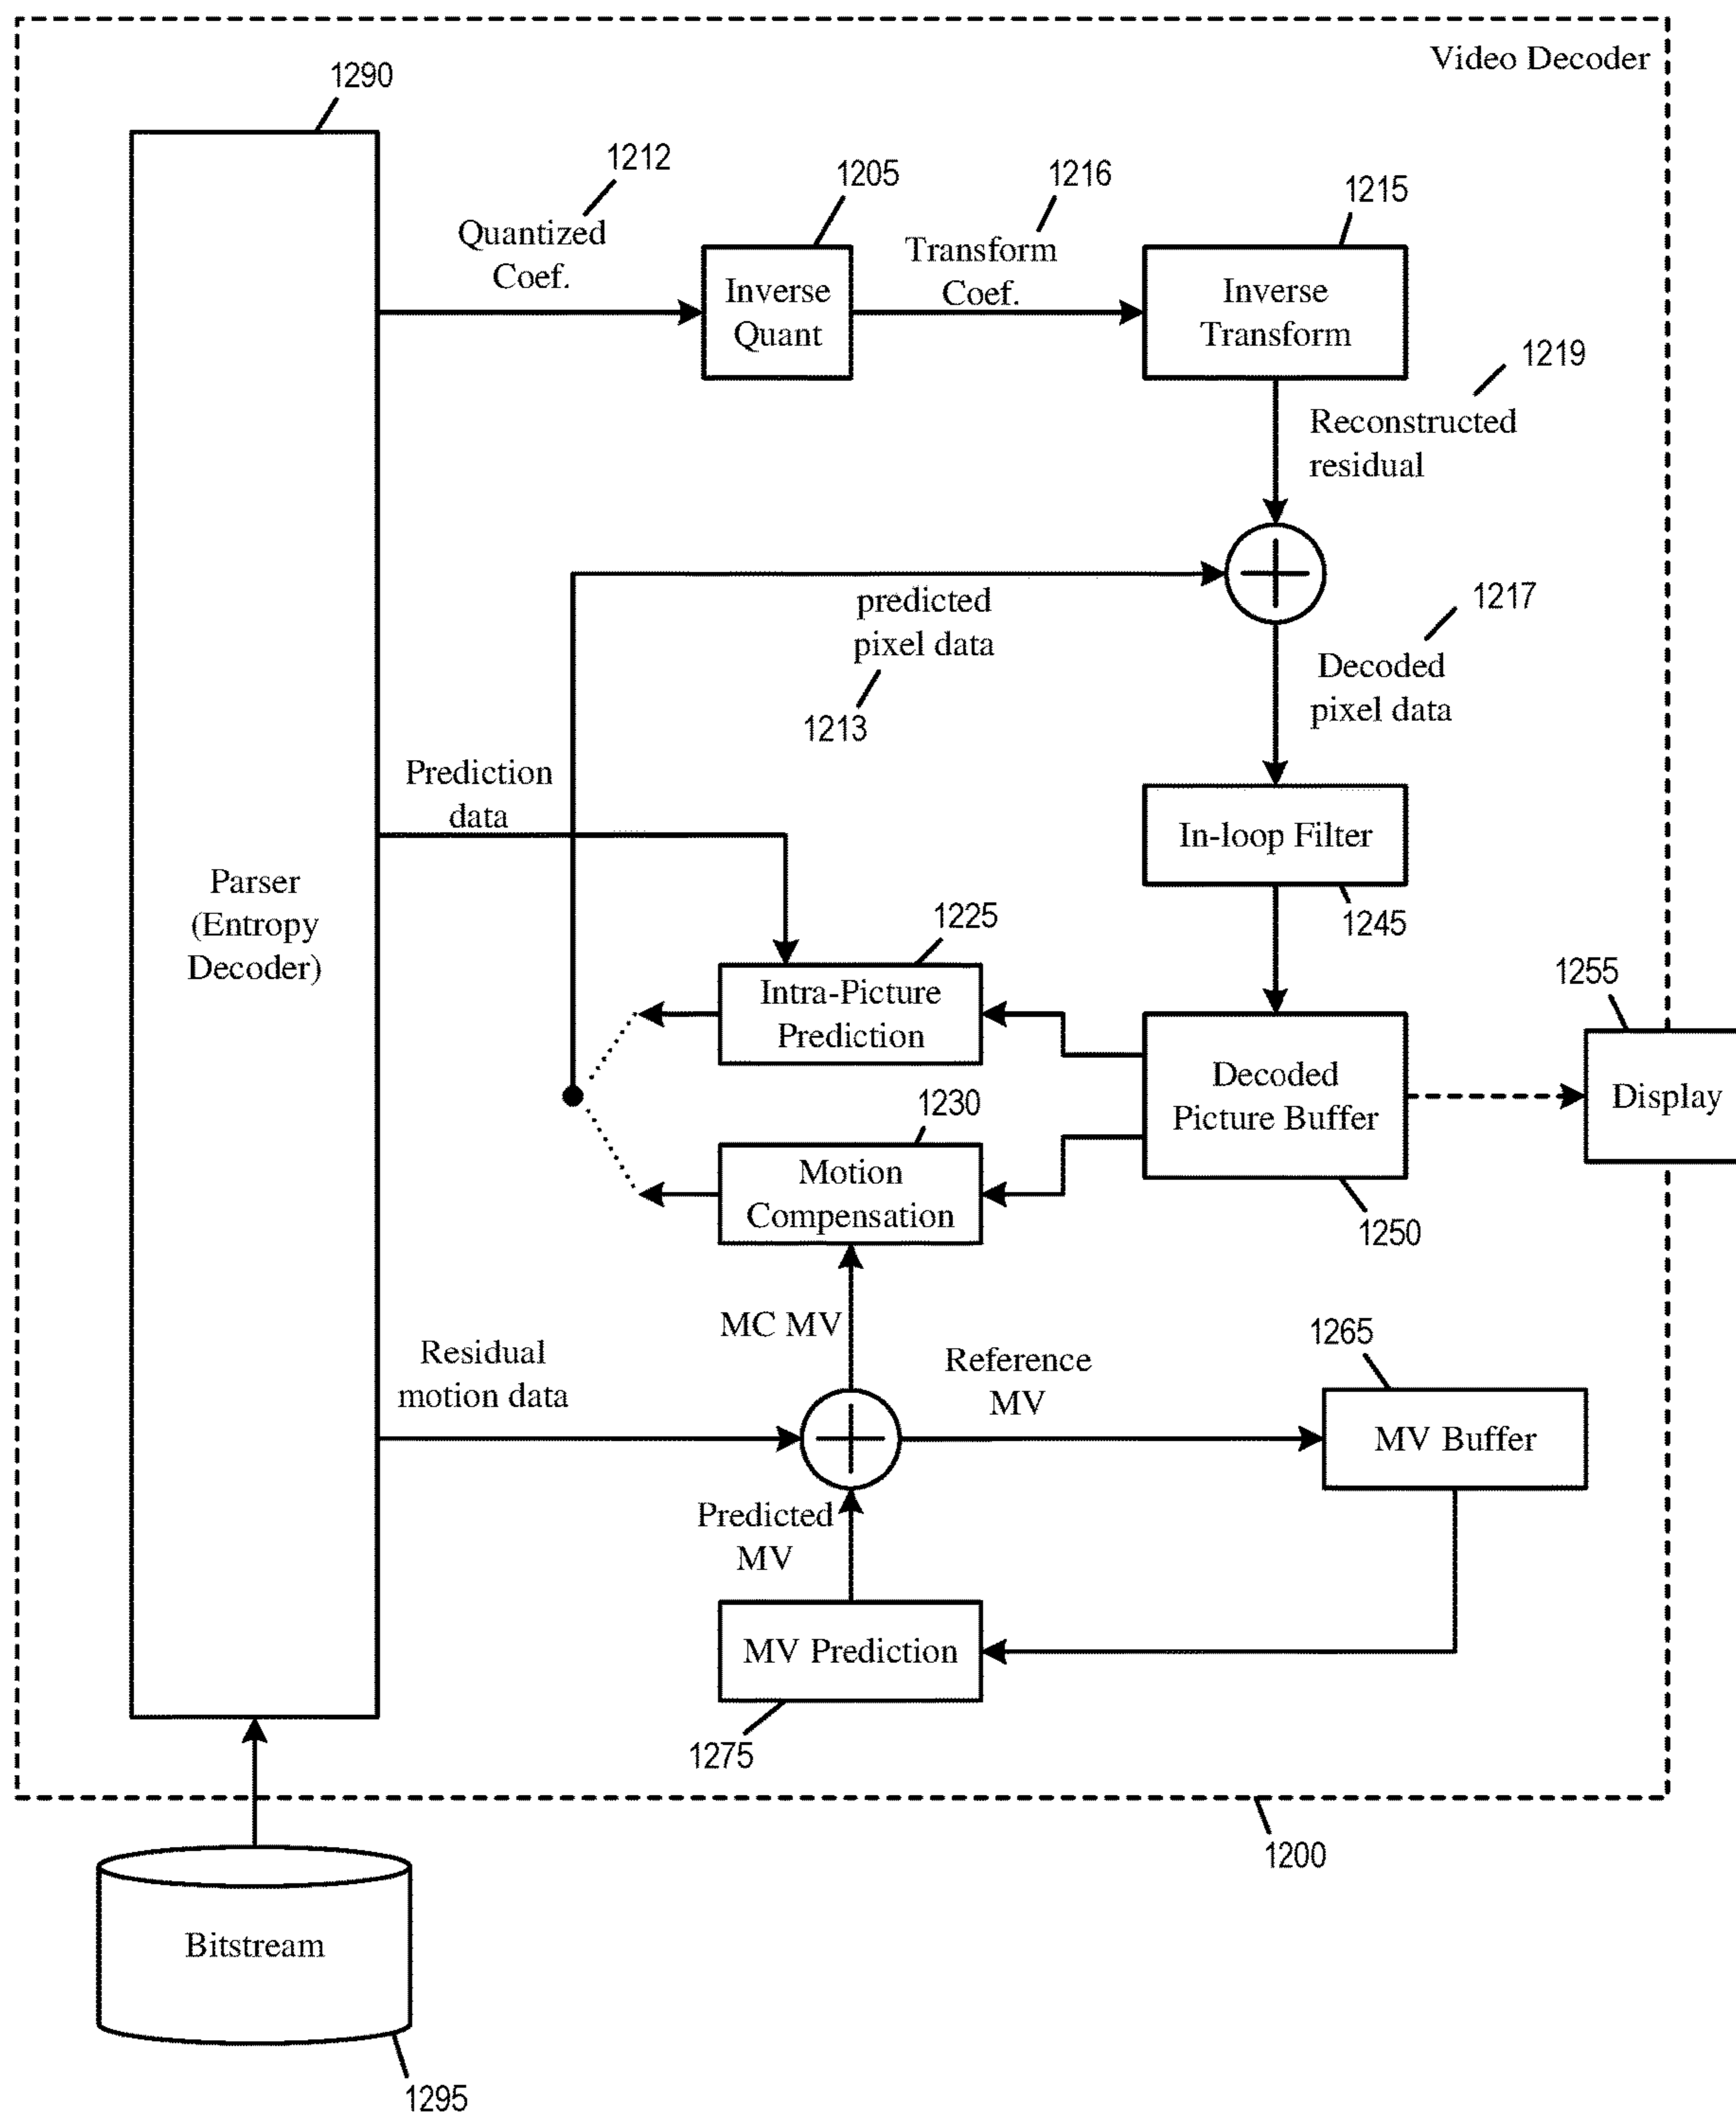 Video Decoder
1290
1212
1205
1216
1215
Quantized
Coef.
Transform
Coef.
Inverse
Quant
Inverse
Transform
1219
Reconstructed
residual
predicted
pixel data
1213
1217
Decoded
pixel data
Prediction
data
In-loop Filter
1245
Parser
(Entropy
Decoder)
1225
Intra-Picture
Prediction
1255
Decoded
Picture Buffer
Display
1230
Motion
Compensation
1250
MC MV
Residual
motion data
Reference
MV
1265
MV Buffer
Predicted
MV
MV Prediction
1275
1200
Bitstream
1295